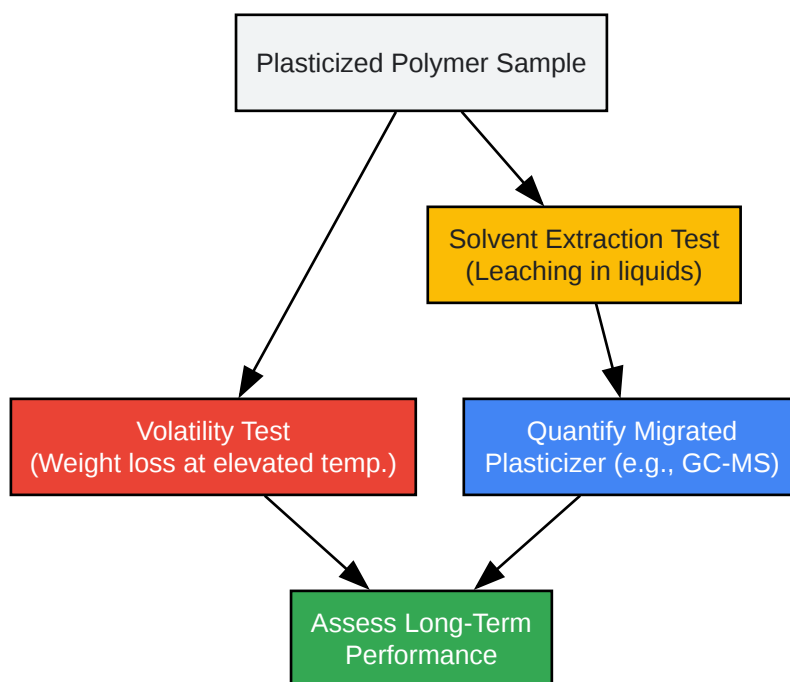 Plasticized Polymer Sample
Solvent Extraction Test
(Leaching in liquids)
Volatility Test
(Weight loss at elevated temp.)
Quantify Migrated
Plasticizer (e.g., GC-MS)
Assess Long-Term
Performance